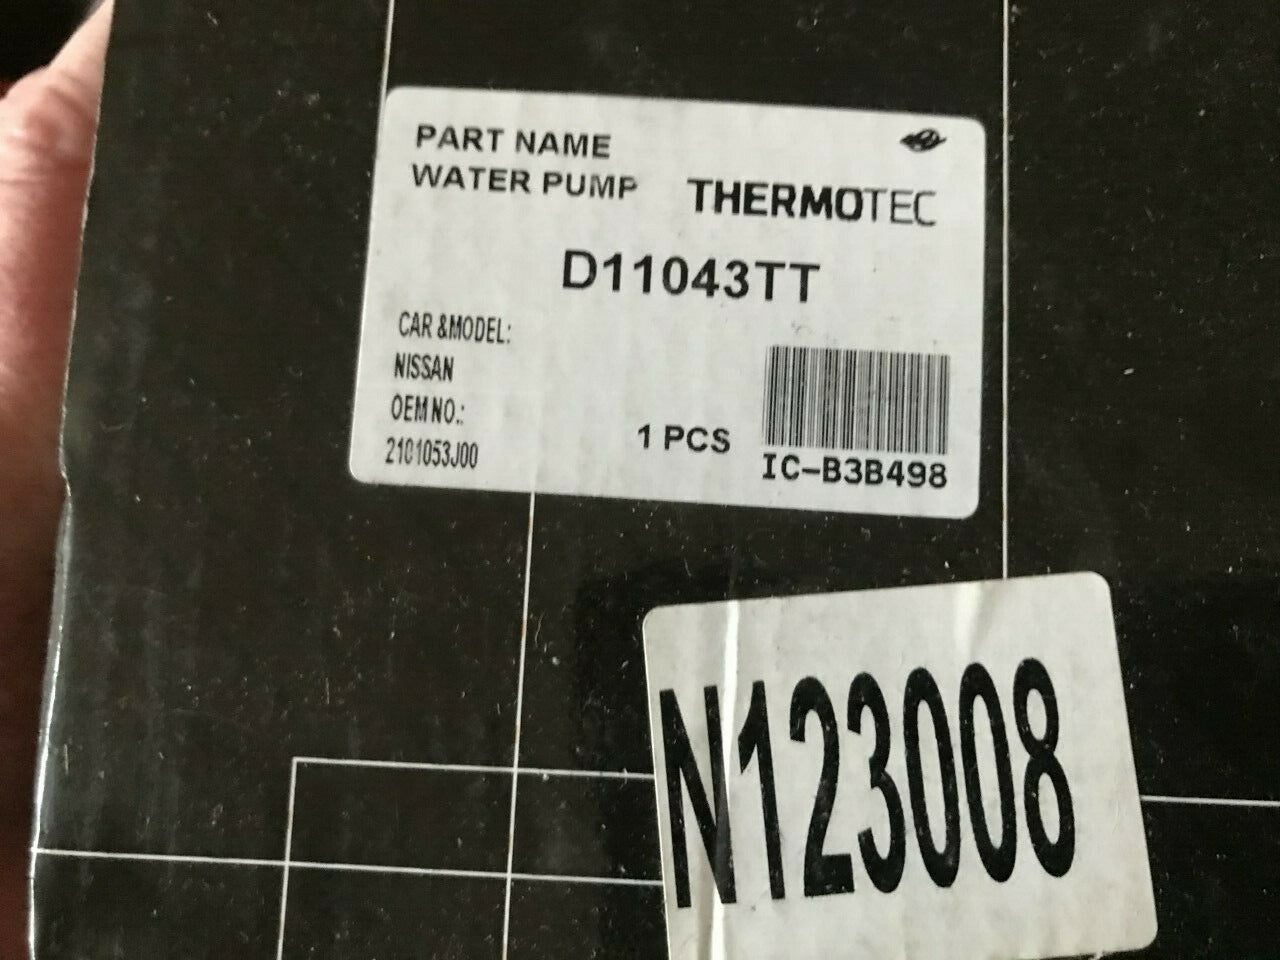 PART NAME
WATER PUMP
THERMOTEC
D11043TT
CAR &MODEL:
NISSAN
OEM NO.:
2101053J00
1 PCS
IC-B3B498
N123008